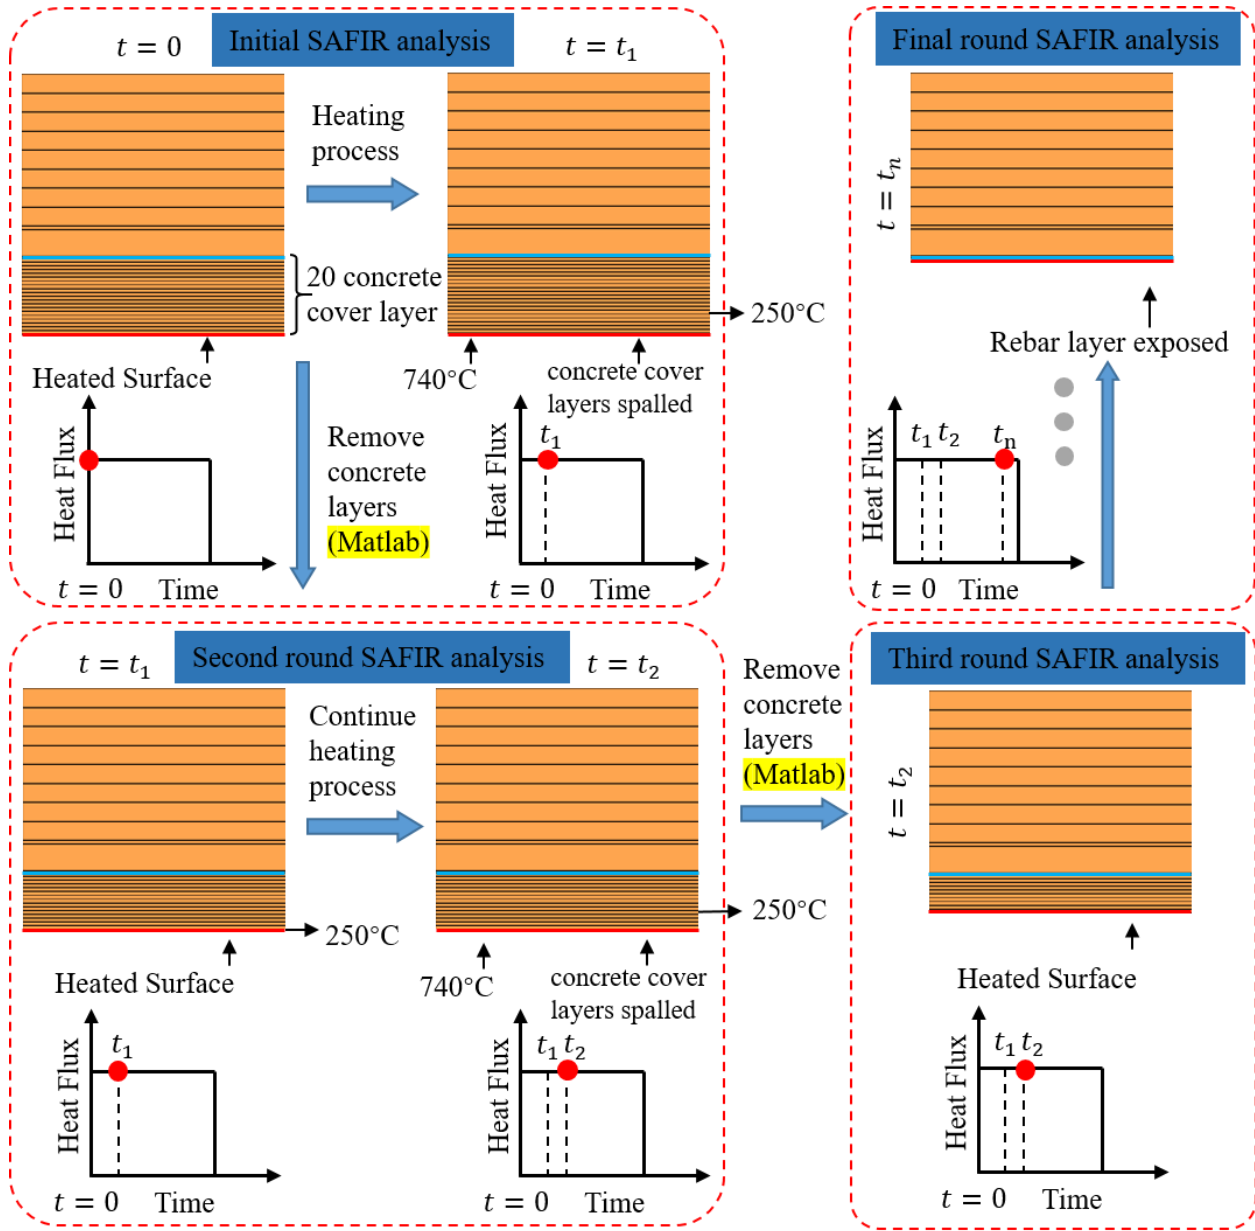 Initial SAFIR analysis
t = 0
t = t₁
Heating
process
20 concrete
cover layer
250°C
Heated Surface
740°C
concrete cover
layers spalled
Remove
concrete
layers
(Matlab)
Heat Flux
t = 0
Time
t₁
Heat Flux
t = 0
Time
Final round SAFIR analysis
t = tₙ
Rebar layer exposed
t₁
t₂
tₙ
Heat Flux
t = 0
Time
Second round SAFIR analysis
t = t₁
t = t₂
Continue
heating
process
250°C
250°C
Heated Surface
740°C
concrete cover
layers spalled
t₁
Heat Flux
t = 0
Time
t₁
t₂
Heat Flux
t = 0
Time
Remove
concrete
layers
(Matlab)
Third round SAFIR analysis
t = t₂
Heated Surface
t₁
t₂
Heat Flux
t = 0
Time